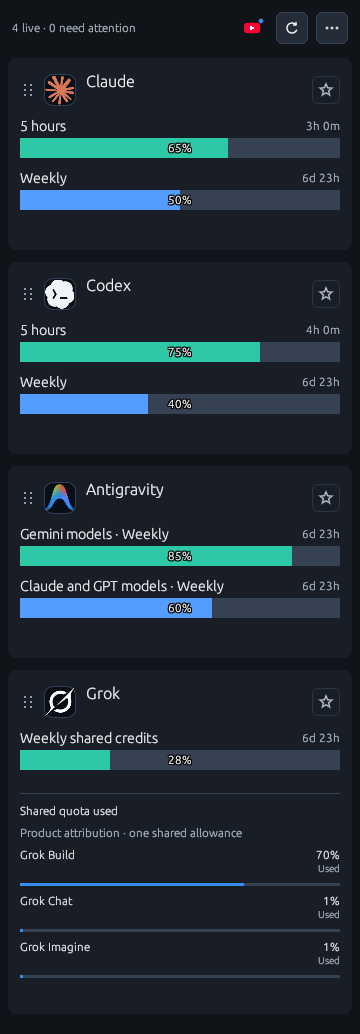 4 live · 0 need attention
Claude
5 hours 3h 0m
65%
Weekly 6d 23h
50%
Codex
5 hours 4h 0m
75%
Weekly 6d 23h
40%
Antigravity
Gemini models · Weekly 6d 23h
85%
Claude and GPT models · Weekly 6d 23h
60%
Grok
Weekly shared credits 6d 23h
28%
Shared quota used
Product attribution · one shared allowance
Grok Build 70%
Used
Grok Chat 1%
Used
Grok Imagine 1%
Used